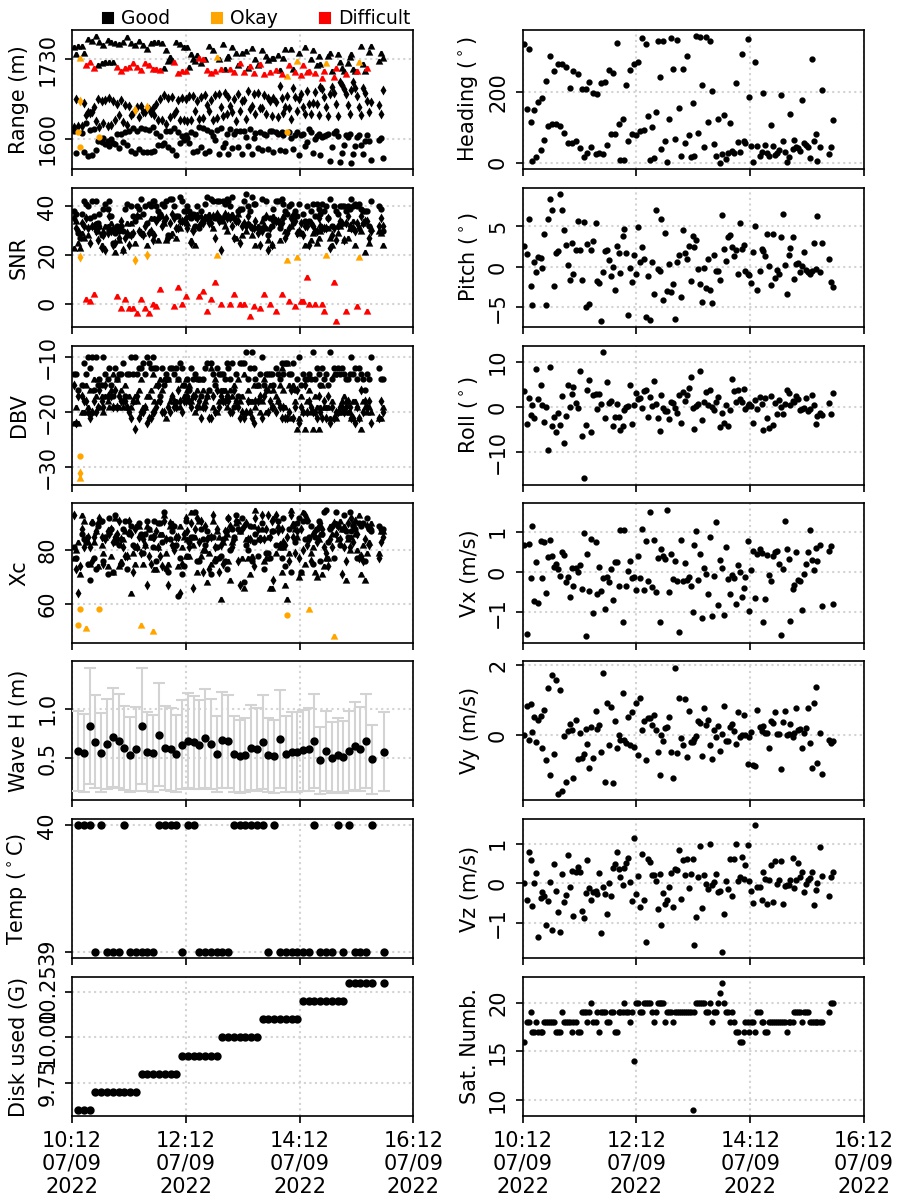 Good Okay Difficult
Range (m)
1730
1600
Heading (°)
200
0
SNR
40
20
0
Pitch (°)
5
0
−5
DBV
−10
−20
−30
Roll (°)
10
0
−10
Xc
80
60
Vx (m/s)
1
0
−1
Wave H (m)
1.0
0.5
Vy (m/s)
2
0
Temp (°C)
40
39
Vz (m/s)
1
0
−1
Disk used (G)
10.25
10.00
9.75
Sat. Numb.
20
15
10
10:12 12:12 14:12 16:12 10:12 12:12 14:12 16:12
07/09 07/09 07/09 07/09 07/09 07/09 07/09 07/09
2022 2022 2022 2022 2022 2022 2022 2022